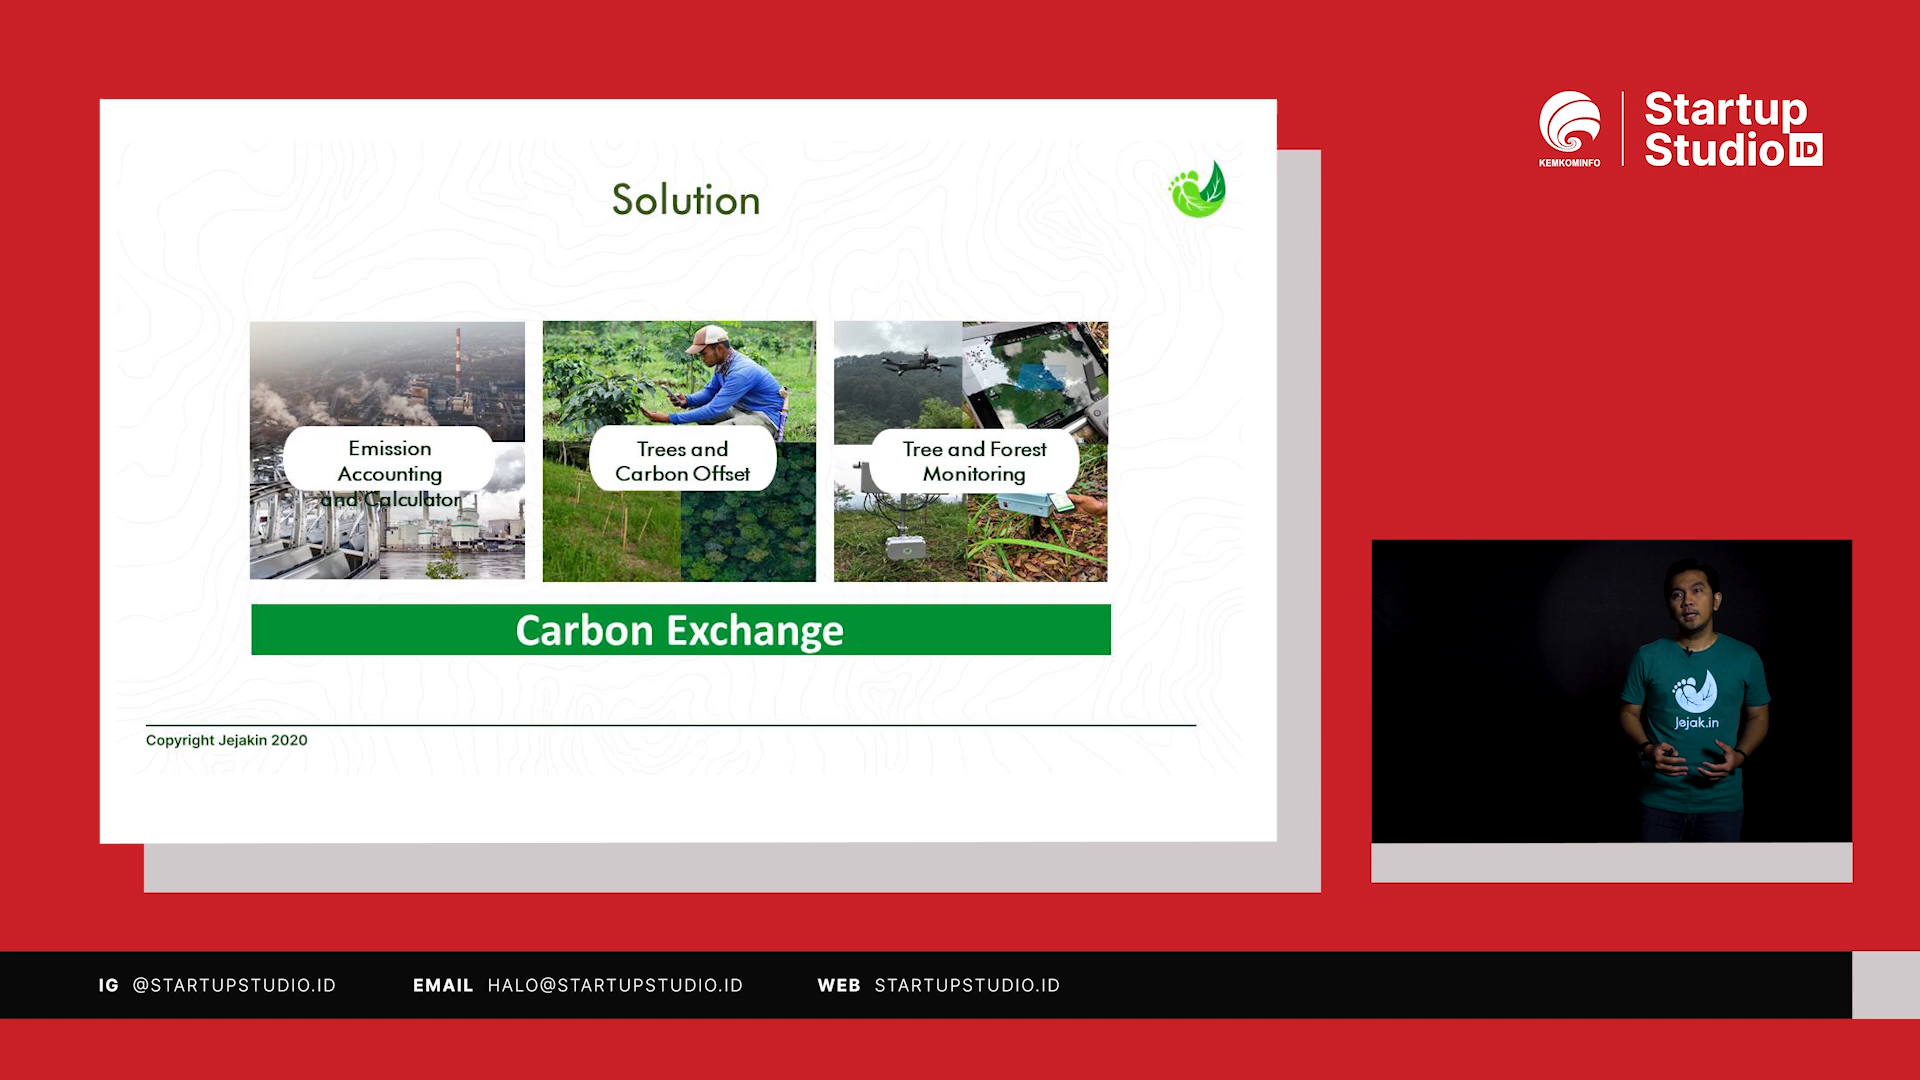 KEMKOMINFO
Startup
Studio ID
Solution
Emission
Accounting
and Calculator
Trees and
Carbon Offset
Tree and Forest
Monitoring
Carbon Exchange
Copyright Jejakin 2020
Jejak.in
IG @STARTUPSTUDIO.ID EMAIL HALO@STARTUPSTUDIO.ID WEB STARTUPSTUDIO.ID